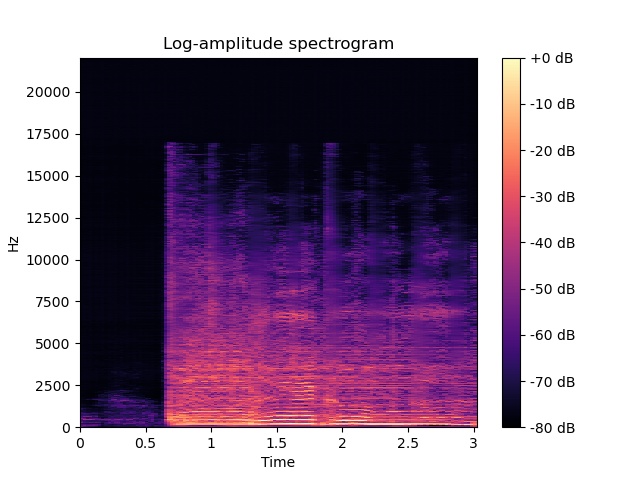 Log-amplitude spectrogram
Hz
20000
17500
15000
12500
10000
7500
5000
2500
0
0
0.5
1
1.5
2
2.5
3
Time
+0 dB
-10 dB
-20 dB
-30 dB
-40 dB
-50 dB
-60 dB
-70 dB
-80 dB